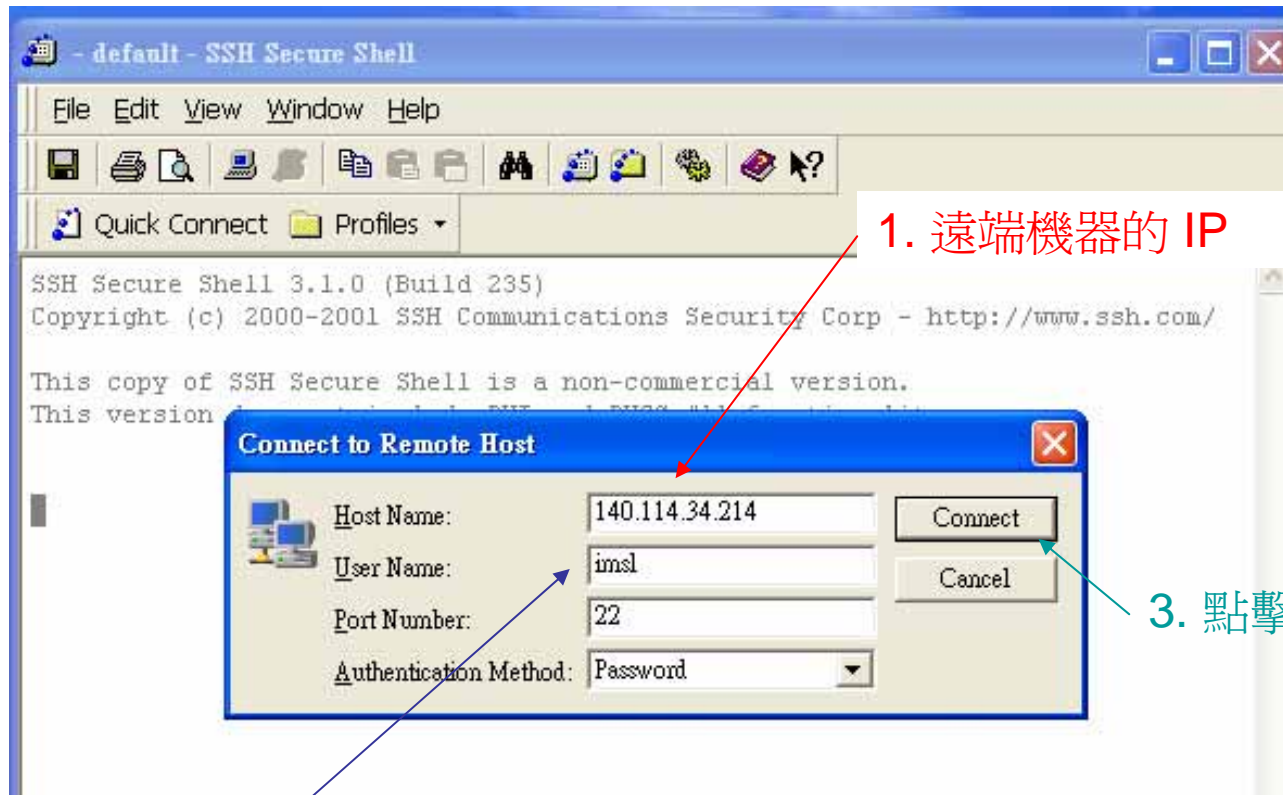 - default - SSH Secure Shell
File Edit View Window Help
Quick Connect Profiles
1. 遠端機器的 IP
SSH Secure Shell 3.1.0 (Build 235)
Copyright (c) 2000-2001 SSH Communications Security Corp - http://www.ssh.com/
This copy of SSH Secure Shell is a non-commercial version.
This version
Connect to Remote Host
Host Name: 140.114.34.214 Connect
User Name: imsl Cancel
Port Number: 22
3. 點擊
Authentication Method: Password